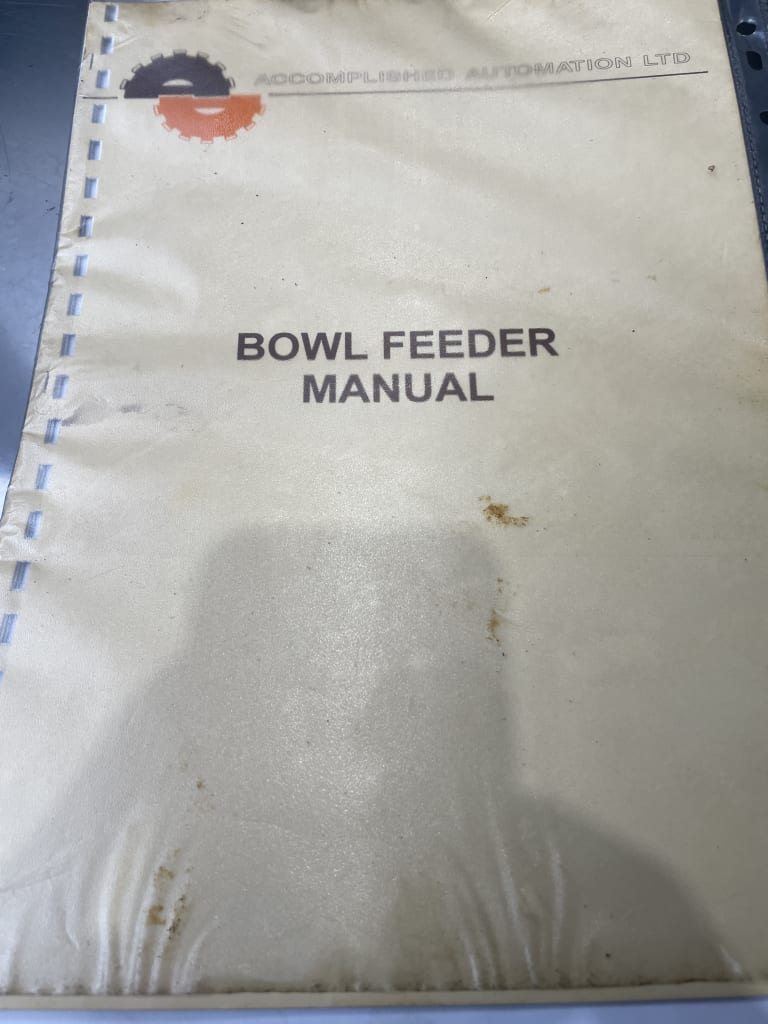 ACCOMPLISHED AUTOMATION LTD
BOWL FEEDER
MANUAL